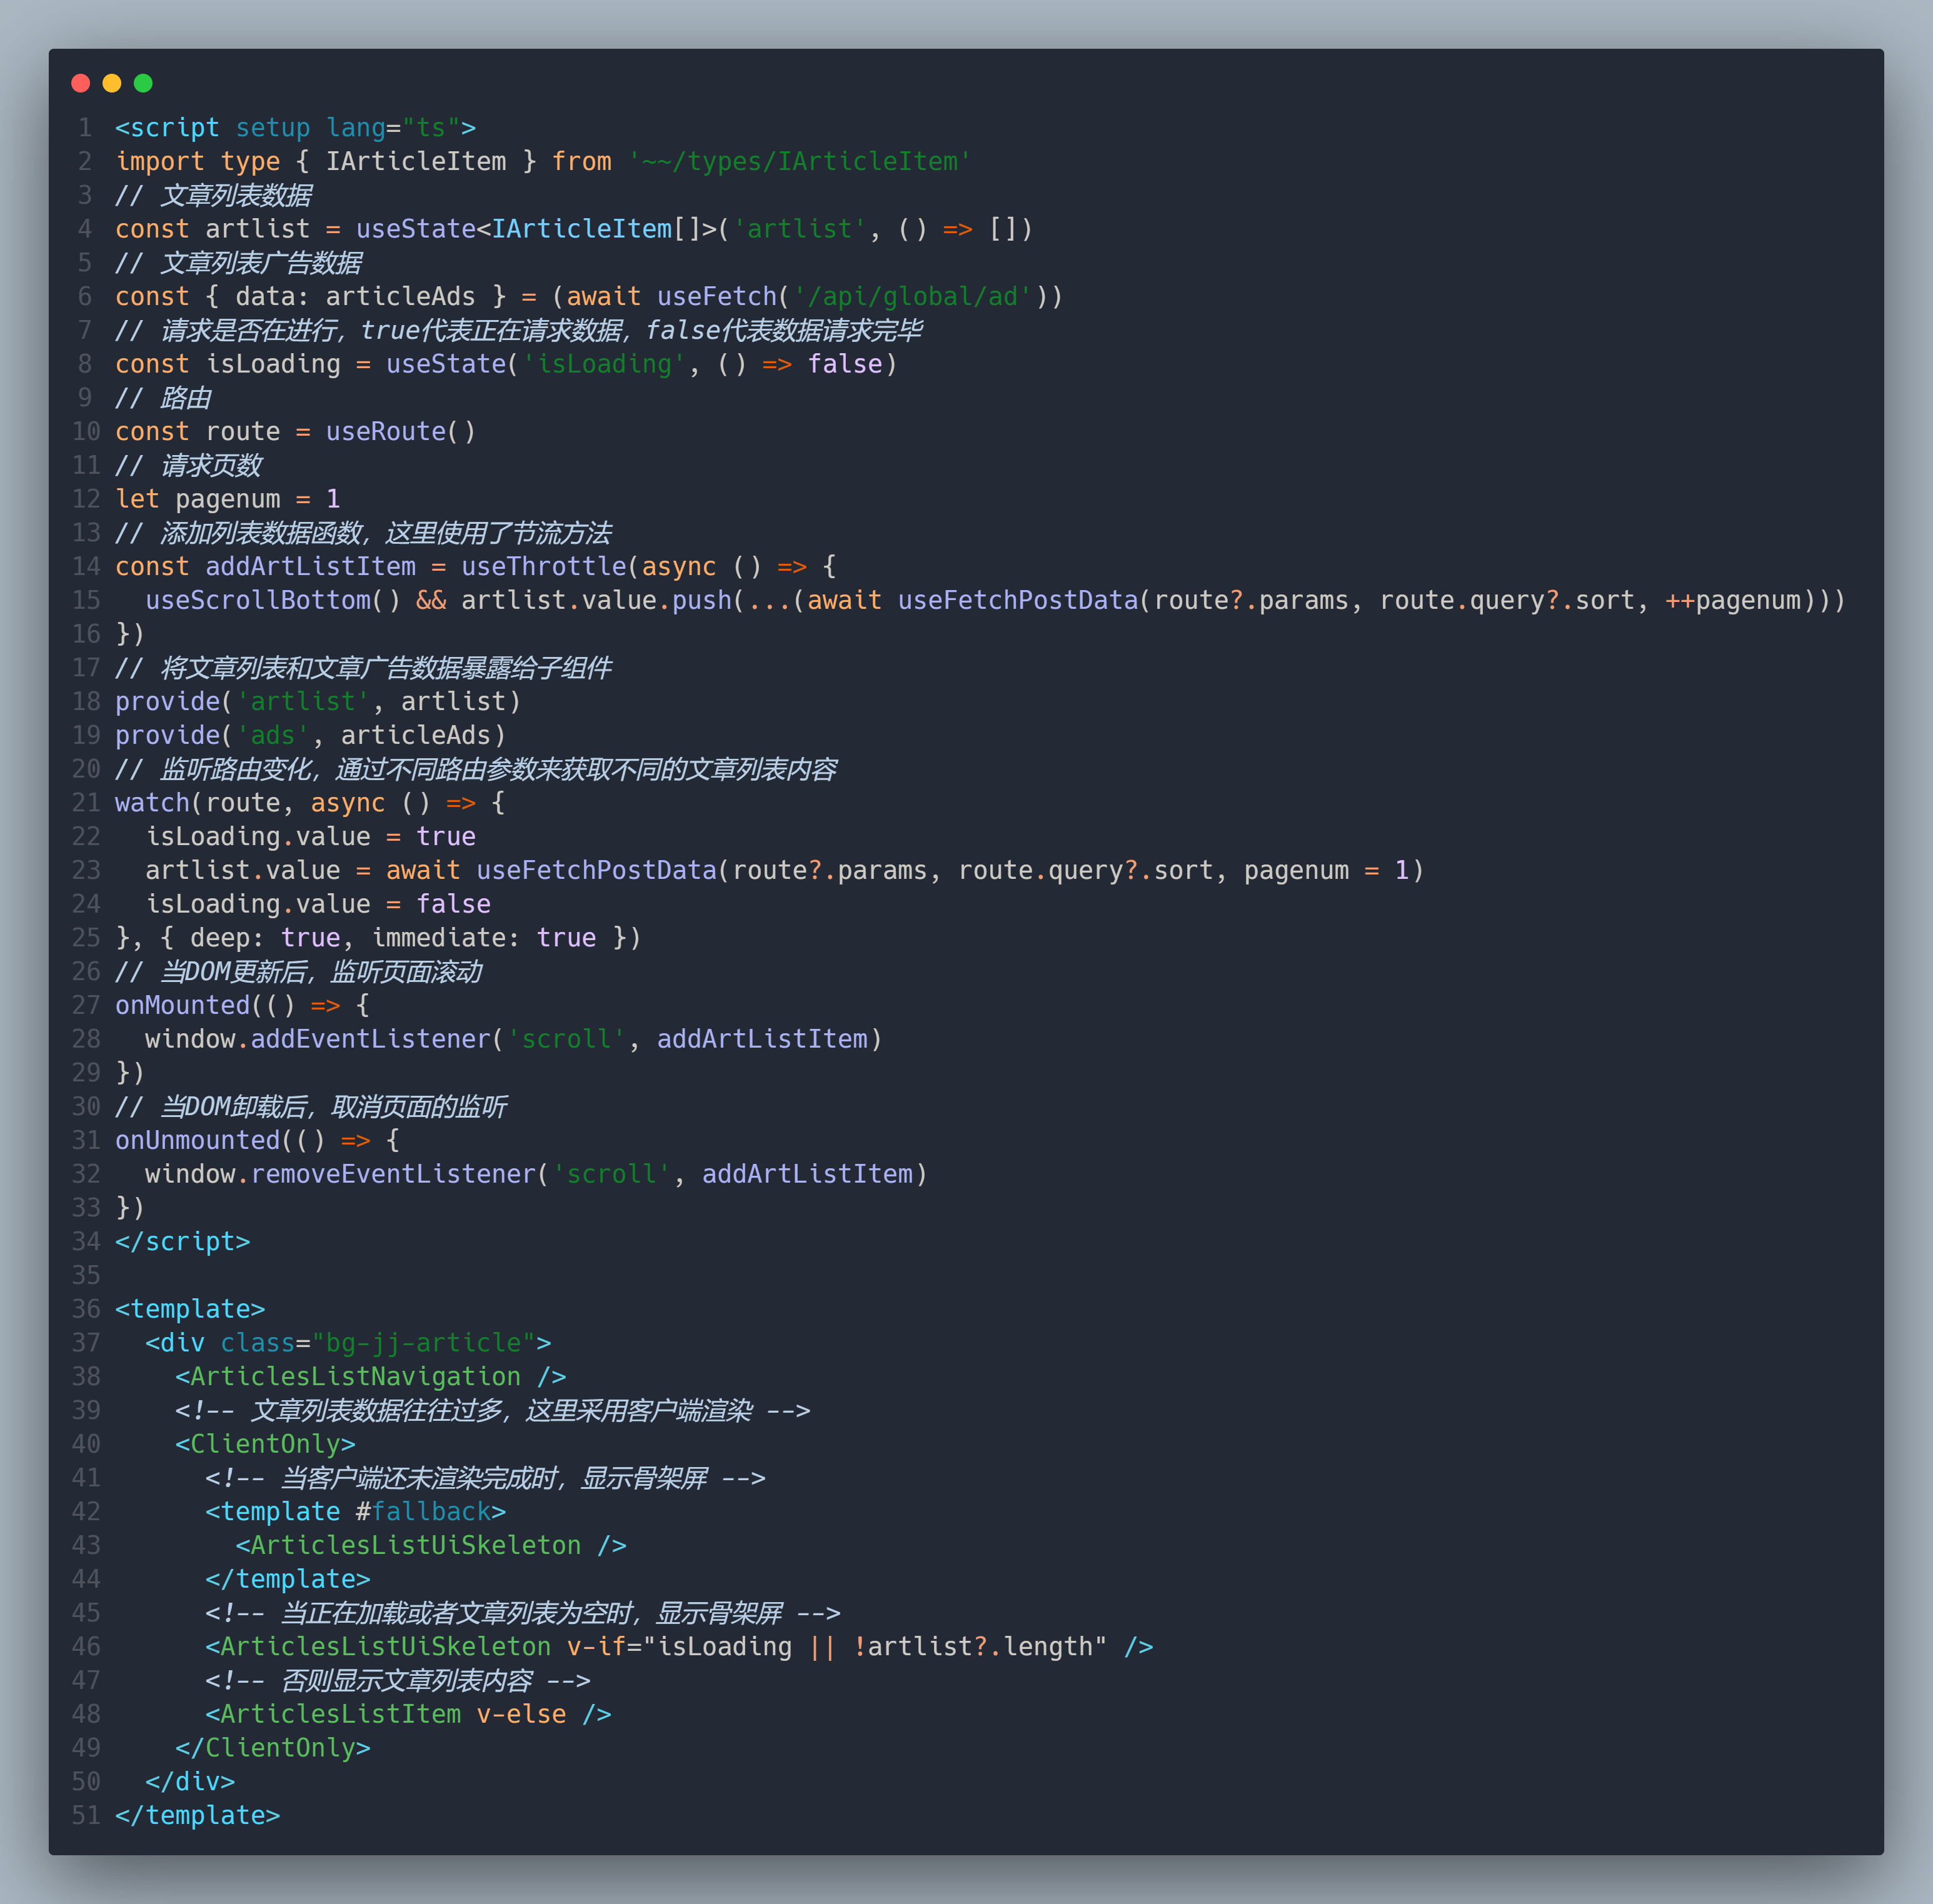 1 <script setup lang="ts">
2 import type { IArticleItem } from '~~/types/IArticleItem'
3 // 文章列表数据
4 const artlist = useState<IArticleItem[]>('artlist', () => [])
5 // 文章列表广告数据
6 const { data: articleAds } = (await useFetch('/api/global/ad'))
7 // 请求是否在进行，true代表正在请求数据，false代表数据请求完毕
8 const isLoading = useState('isLoading', () => false)
9 // 路由
10 const route = useRoute()
11 // 请求页数
12 let pagenum = 1
13 // 添加列表数据函数，这里使用了节流方法
14 const addArtListItem = useThrottle(async () => {
15   useScrollBottom() && artlist.value.push(...(await useFetchPostData(route?.params, route.query?.sort, ++pagenum)))
16 })
17 // 将文章列表和文章广告数据暴露给子组件
18 provide('artlist', artlist)
19 provide('ads', articleAds)
20 // 监听路由变化，通过不同路由参数来获取不同的文章列表内容
21 watch(route, async () => {
22   isLoading.value = true
23   artlist.value = await useFetchPostData(route?.params, route.query?.sort, pagenum = 1)
24   isLoading.value = false
25 }, { deep: true, immediate: true })
26 // 当DOM更新后，监听页面滚动
27 onMounted(() => {
28   window.addEventListener('scroll', addArtListItem)
29 })
30 // 当DOM卸载后，取消页面的监听
31 onUnmounted(() => {
32   window.removeEventListener('scroll', addArtListItem)
33 })
34 </script>
35
36 <template>
37   <div class="bg-jj-article">
38     <ArticlesListNavigation />
39     <!-- 文章列表数据往往过多，这里采用客户端渲染 -->
40     <ClientOnly>
41       <!-- 当客户端还未渲染完成时，显示骨架屏 -->
42       <template #fallback>
43         <ArticlesListUiSkeleton />
44       </template>
45       <!-- 当正在加载或者文章列表为空时，显示骨架屏 -->
46       <ArticlesListUiSkeleton v-if="isLoading || !artlist?.length" />
47       <!-- 否则显示文章列表内容 -->
48       <ArticlesListItem v-else />
49     </ClientOnly>
50   </div>
51 </template>